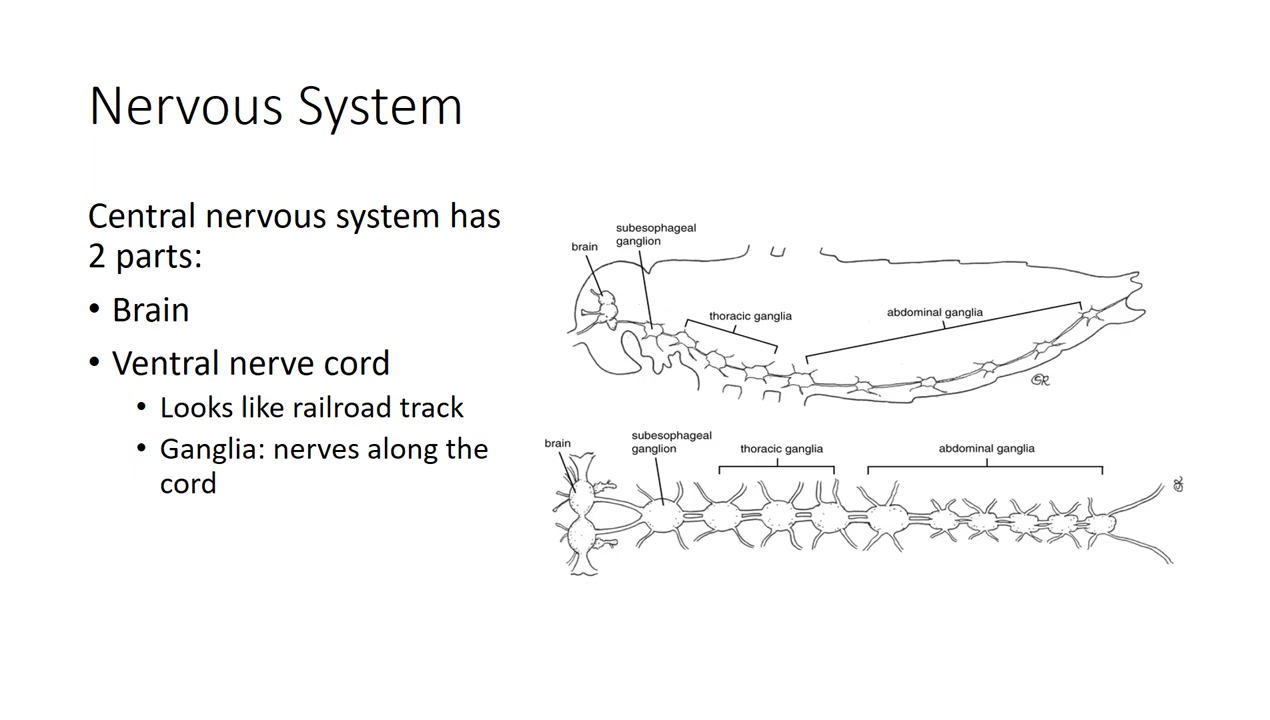 Nervous System
Central nervous system has
2 parts:
• Brain
• Ventral nerve cord
• Looks like railroad track
• Ganglia: nerves along the
cord
subesophageal
ganglion
brain
thoracic ganglia
abdominal ganglia
brain
subesophageal
ganglion
thoracic ganglia
abdominal ganglia